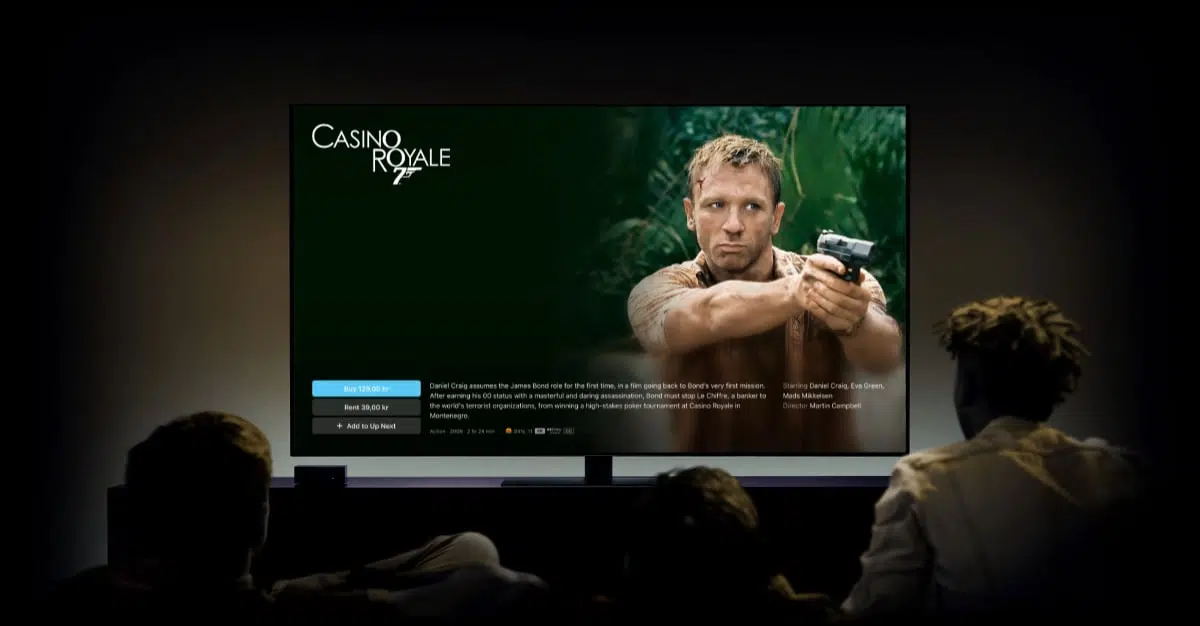 CASINO
ROYALE
007
Buy 129,00 kr
Rent 39,00 kr
+ Add to Up Next
Daniel Craig assumes the James Bond role for the first time, in a film going back to Bond's very first mission.
After earning his 00 status with a masterful and daring assassination, Bond must stop Le Chiffre, a banker to
the world's terrorist organizations, from winning a high-stakes poker tournament at Casino Royale in
Montenegro.
Action · 2006 · 2 hr 24 min 94% 11 4K
Starring Daniel Craig, Eva Green,
Mads Mikkelsen
Director Martin Campbell